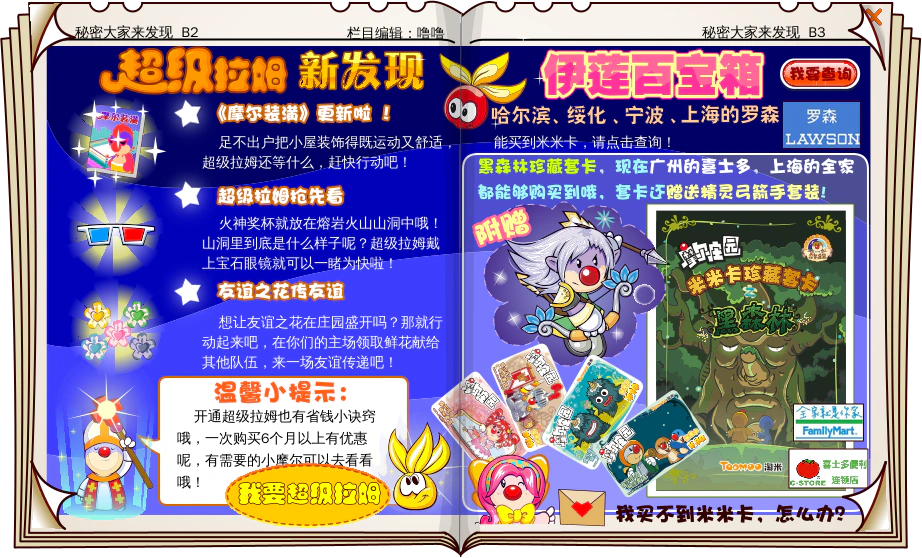 秘密大家来发现 B2
栏目编辑：噜噜
超级拉姆 新发现
摩尔装潢
《摩尔装潢》更新啦！
足不出户把小屋装饰得既运动又舒适，
超级拉姆还等什么，赶快行动吧！
超级拉姆抢先看
火神奖杯就放在熔岩火山山洞中哦！
山洞里到底是什么样子呢？超级拉姆戴
上宝石眼镜就可以一睹为快啦！
友谊之花传友谊
想让友谊之花在庄园盛开吗？那就行
动起来吧，在你们的主场领取鲜花献给
其他队伍，来一场友谊传递吧！
温馨小提示：
开通超级拉姆也有省钱小诀窍
哦，一次购买6个月以上有优惠
呢，有需要的小摩尔可以去看看
哦！
我要超级拉姆
秘密大家来发现 B3
伊莲百宝箱
我要查询
哈尔滨、绥化、宁波、上海的罗森
能买到米米卡，请点击查询！
罗森
LAWSON
黑森林珍藏套卡，现在广州的喜士多，上海的全家
都能够购买到哦，套卡还赠送精灵弓箭手套装！
附赠
摩尔庄园
米米卡珍藏套卡
之
黑森林
全家就是你家
FamilyMart.
Taomee 淘米
C-STORE
喜士多便利
连锁店
我买不到米米卡，怎么办？